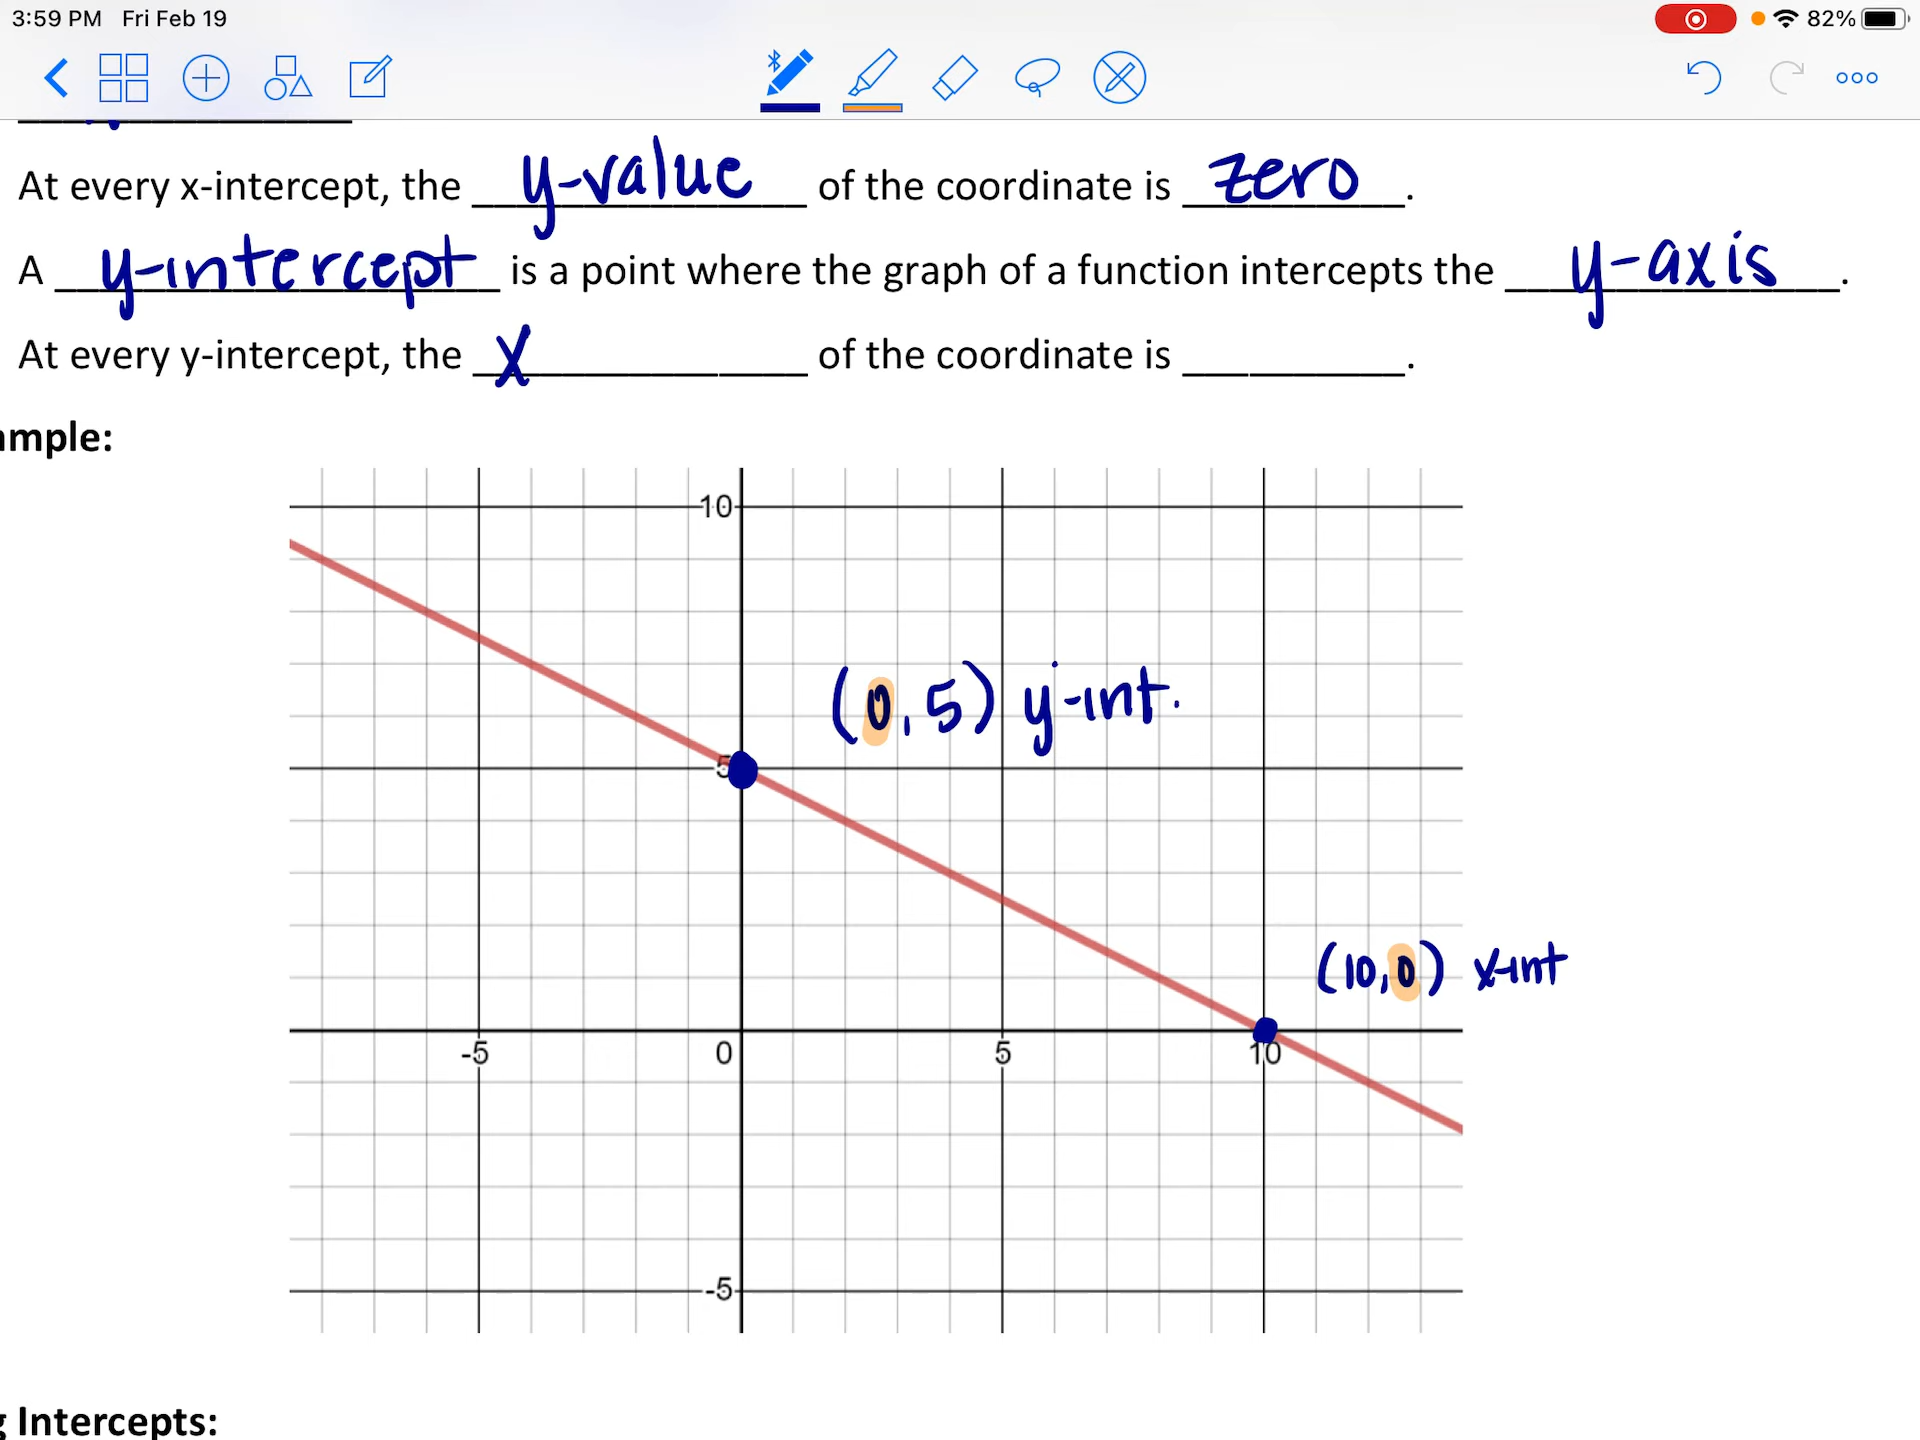 3:59 PM Fri Feb 19 82%
At every x-intercept, the y-value of the coordinate is zero.
A y-intercept is a point where the graph of a function intercepts the y-axis.
At every y-intercept, the x of the coordinate is __________.
ample:
10
(0, 5) y-int.
5
(10, 0) x-int
-5 0 5 10
-5
g Intercepts: